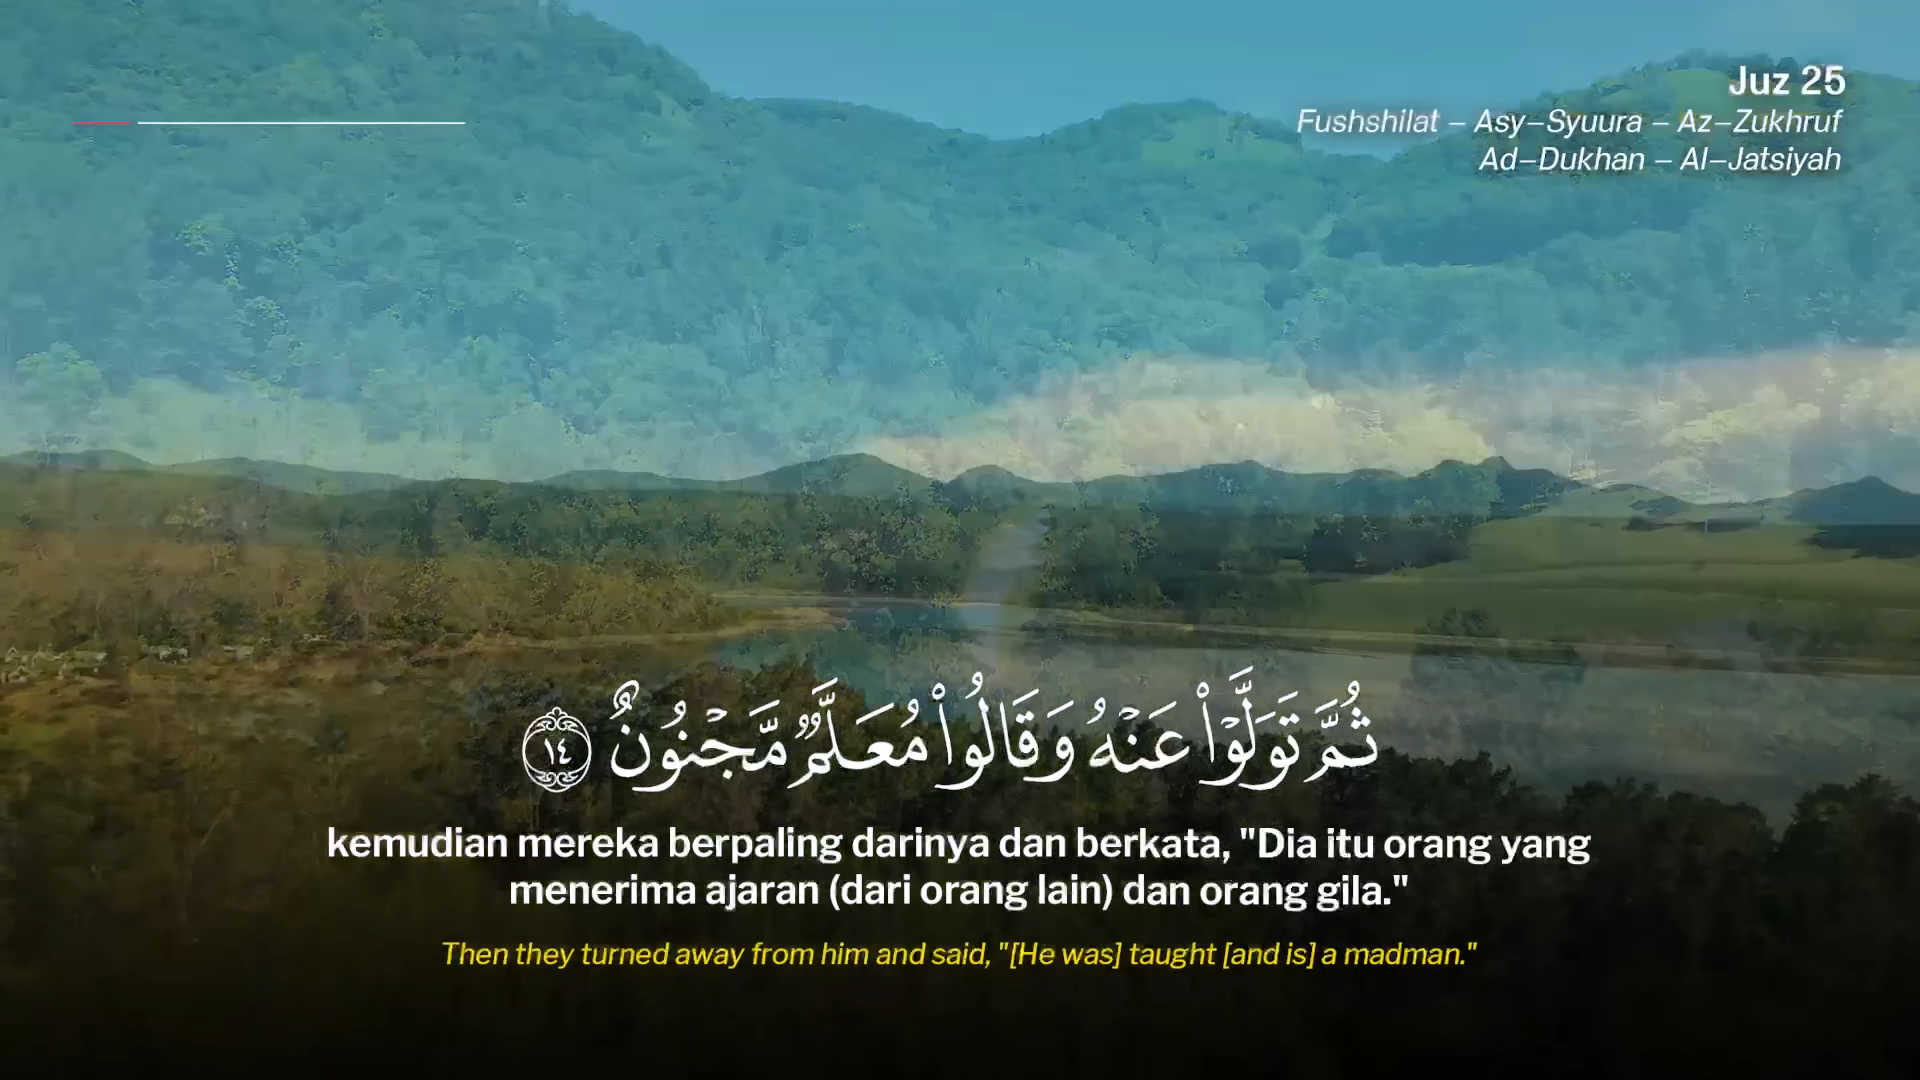 Juz 25
Fushshilat – Asy–Syuura – Az–Zukhruf
Ad–Dukhan – Al–Jatsiyah
ثُمَّ تَوَلَّوْا۟ عَنْهُ وَقَالُوا۟ مُعَلَّمٌ مَّجْنُونٌ ١٤
kemudian mereka berpaling darinya dan berkata, "Dia itu orang yang
menerima ajaran (dari orang lain) dan orang gila."
Then they turned away from him and said, "[He was] taught [and is] a madman."